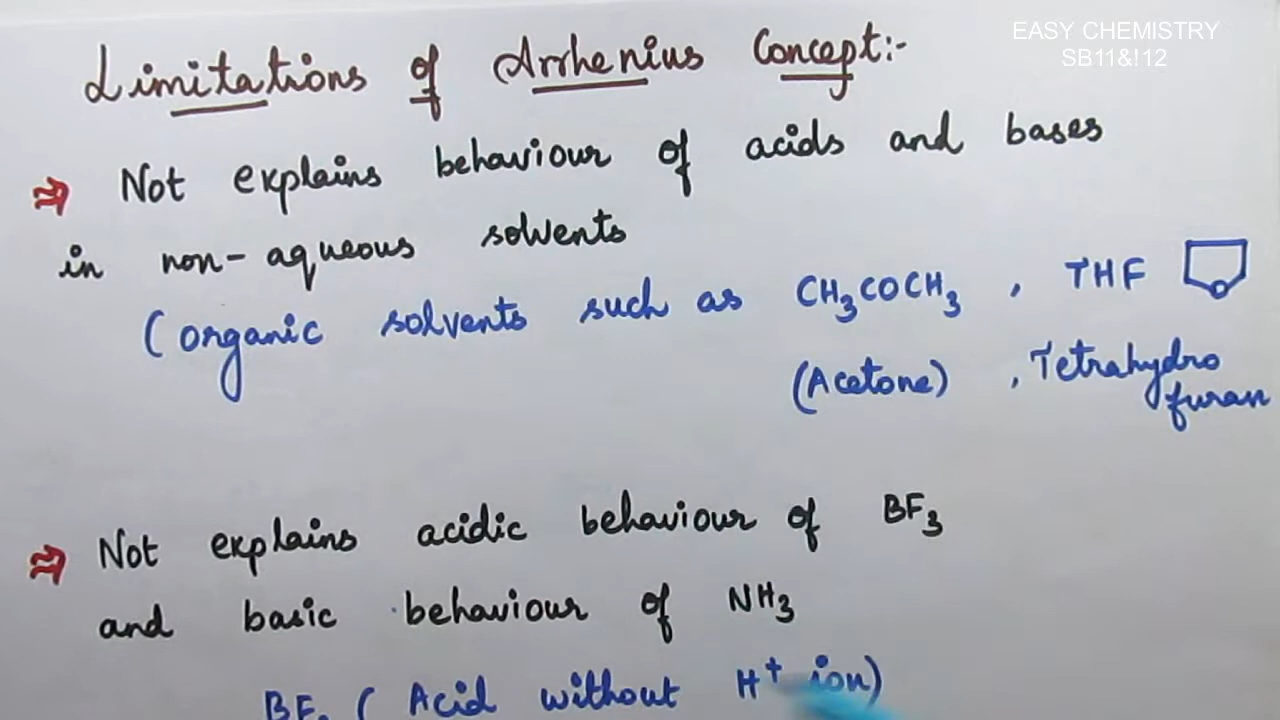 EASY CHEMISTRY
SB11&!12
Limitations of Arrhenius Concept:-
⇒ Not explains behaviour of acids and bases
in non-aqueous solvents
(organic solvents such as CH₃COCH₃ , THF
(Acetone) , Tetrahydro
furan
⇒ Not explains acidic behaviour of BF₃
and basic behaviour of NH₃
BF₃ ( Acid without H⁺ ion)